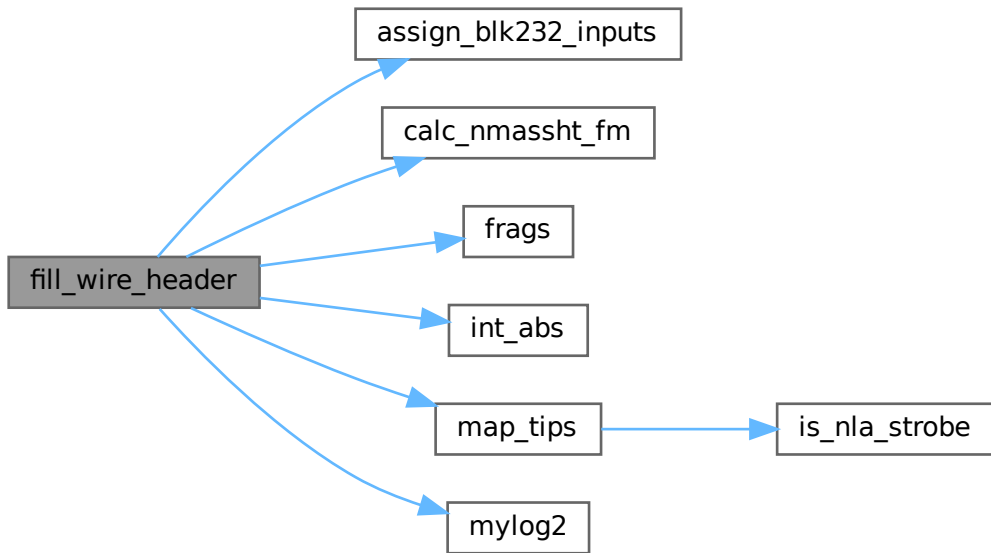 assign_blk232_inputs
calc_nmassht_fm
frags
fill_wire_header
int_abs
map_tips
is_nla_strobe
mylog2